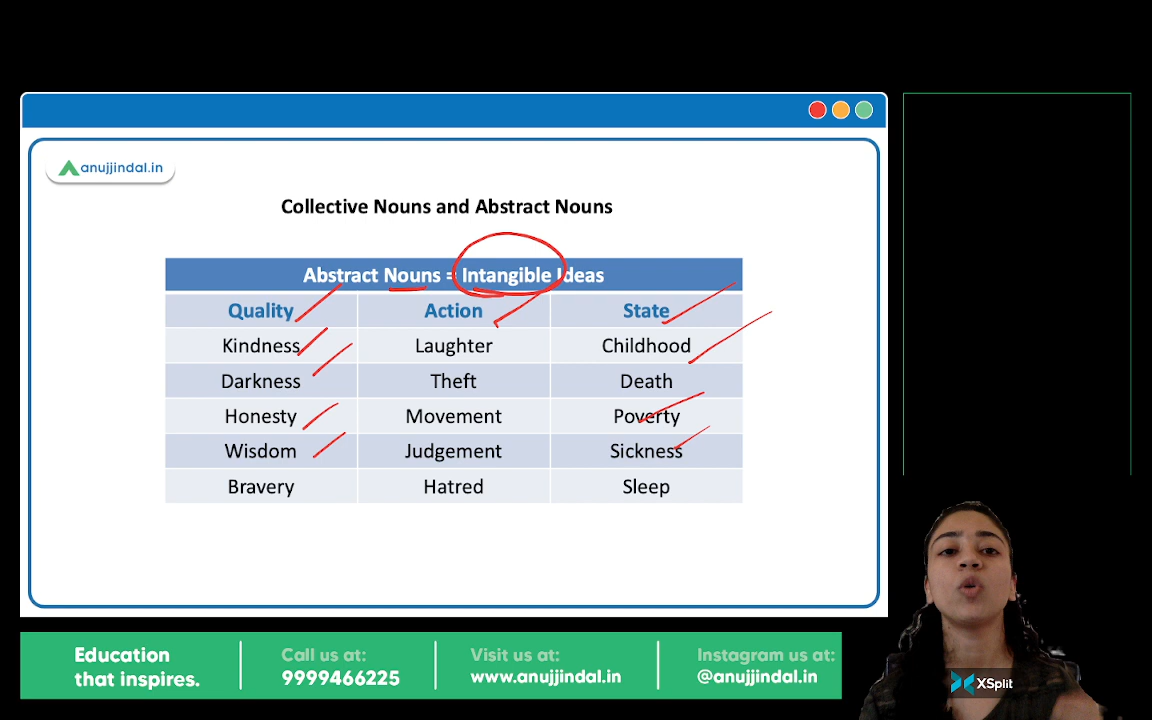 anujjindal.in
Collective Nouns and Abstract Nouns
Abstract Nouns = Intangible Ideas
Quality Action State
Kindness Laughter Childhood
Darkness Theft Death
Honesty Movement Poverty
Wisdom Judgement Sickness
Bravery Hatred Sleep
Education
that inspires.
Call us at:
9999466225
Visit us at:
www.anujjindal.in
Instagram us at:
@anujjindal.in
XSplit